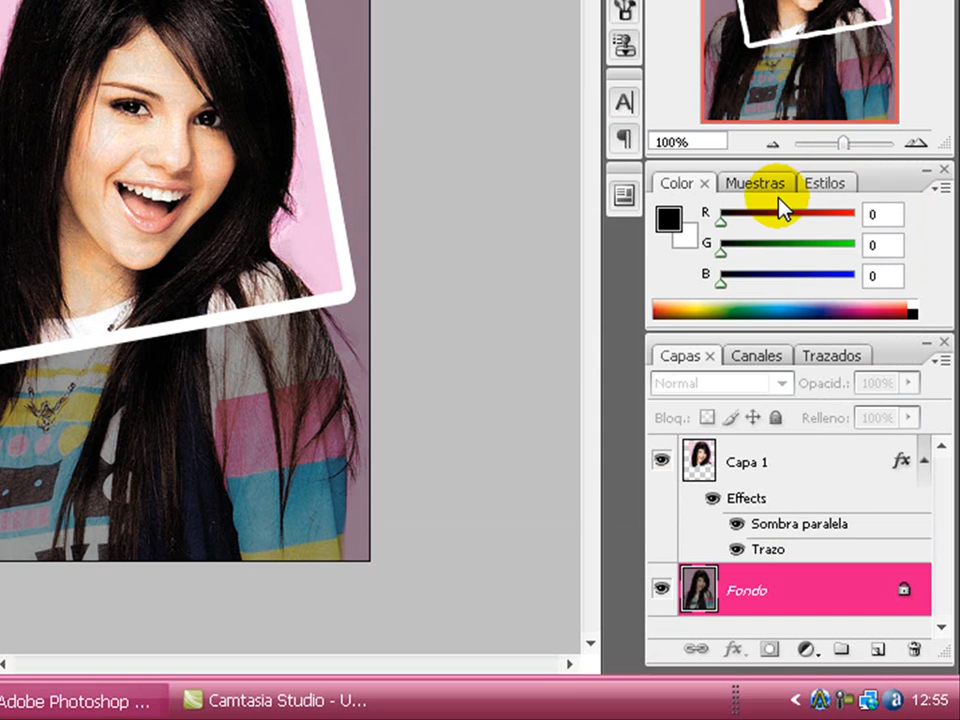 A|
100%
Color × Muestras Estilos
R 0
G 0
B 0
Capas × Canales Trazados
Normal Opacid.: 100%
Bloq.: Relleno: 100%
Capa 1 fx
Effects
Sombra paralela
Trazo
Fondo
fx
Adobe Photoshop ... Camtasia Studio - U... 12:55